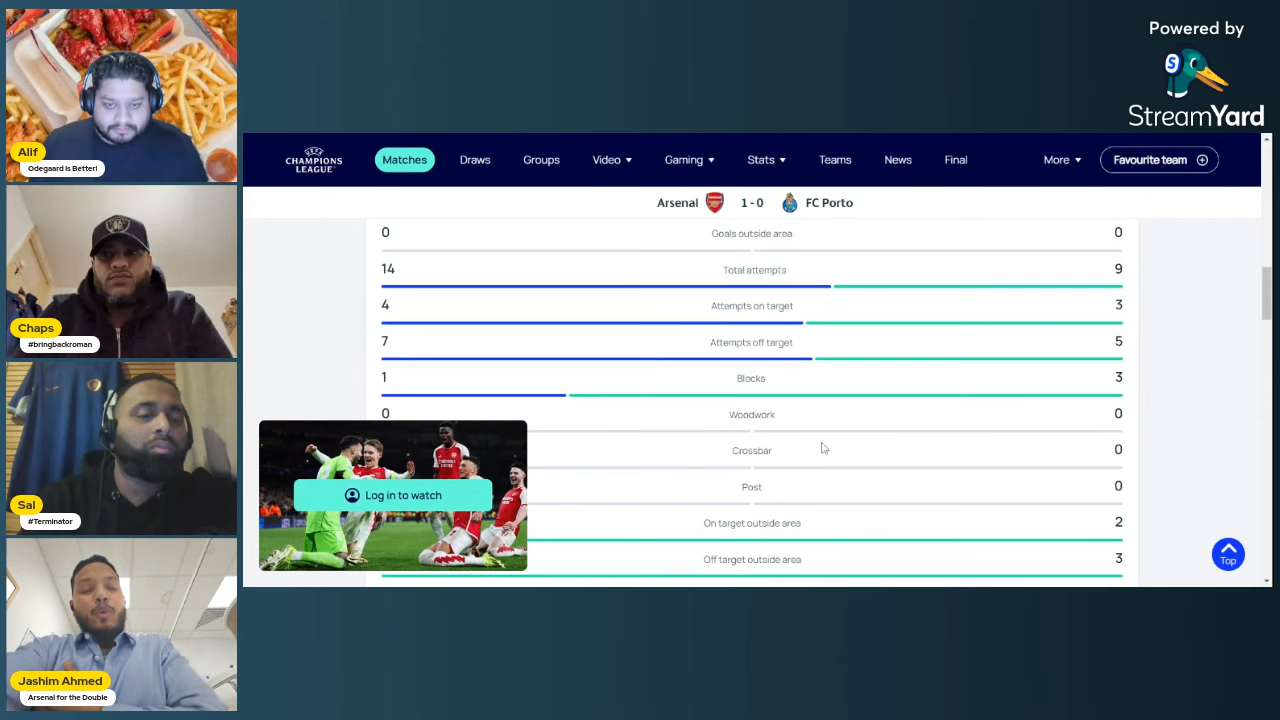 Powered by
StreamYard
Alif
Odegaard is Better!
Chaps
#bringbackroman
Sal
#Terminator
Jashim Ahmed
Arsenal for the Double
CHAMPIONS
LEAGUE
Matches Draws Groups Video Gaming Stats Teams News Final More Favourite team
Arsenal 1 - 0 FC Porto
0 Goals outside area 0
14 Total attempts 9
4 Attempts on target 3
7 Attempts off target 5
1 Blocks 3
0 Woodwork 0
Crossbar 0
Post 0
On target outside area 2
Off target outside area 3
Log in to watch
Top